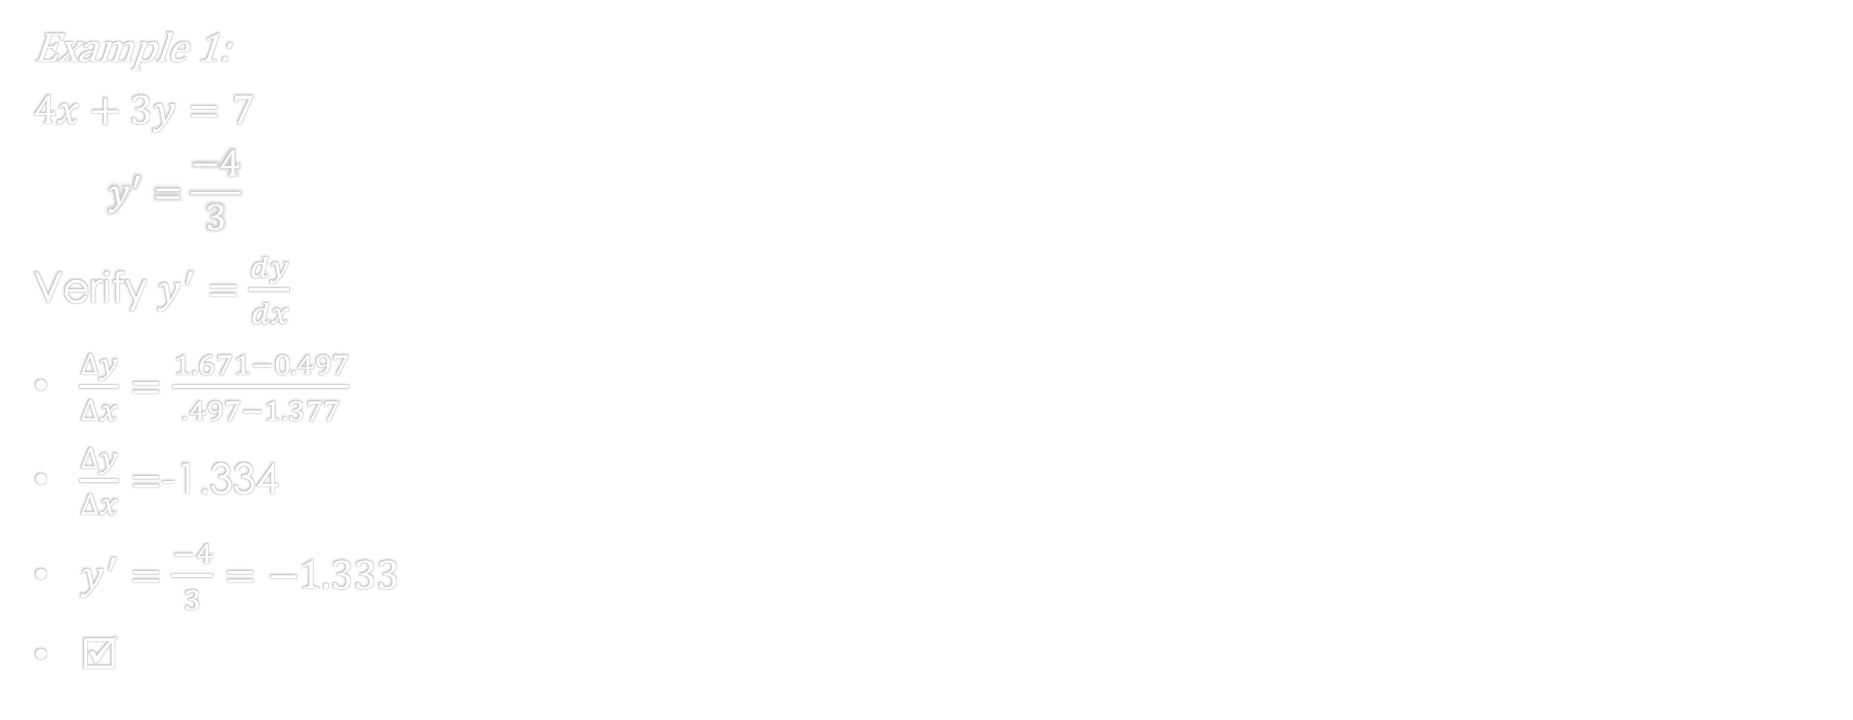 Example 1:
4x + 3y = 7
y′ = −4/3
Verify y′ = dy/dx
• Δy/Δx = 1.671−0.497/.497−1.377
• Δy/Δx =-1.334
• y′ = −4/3 = −1.333
• ☑